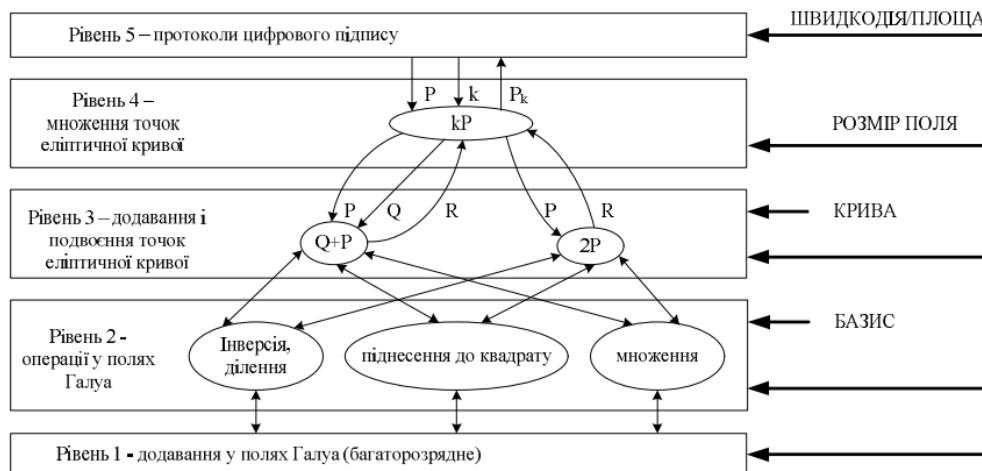 ШВИДКОДІЯ/ПЛОЩА
Рівень 5 – протоколи цифрового підпису
Рівень 4 –
множення точок
еліптичної кривої
P
k
Pk
kP
РОЗМІР ПОЛЯ
Рівень 3 – додавання і
подвоєння точок
еліптичної кривої
P
Q
R
P
R
Q+P
2P
КРИВА
Рівень 2 -
операції у полях
Галуа
Інверсія,
ділення
піднесення до квадрату
множення
БАЗИС
Рівень 1 - додавання у полях Галуа (багаторозрядне)